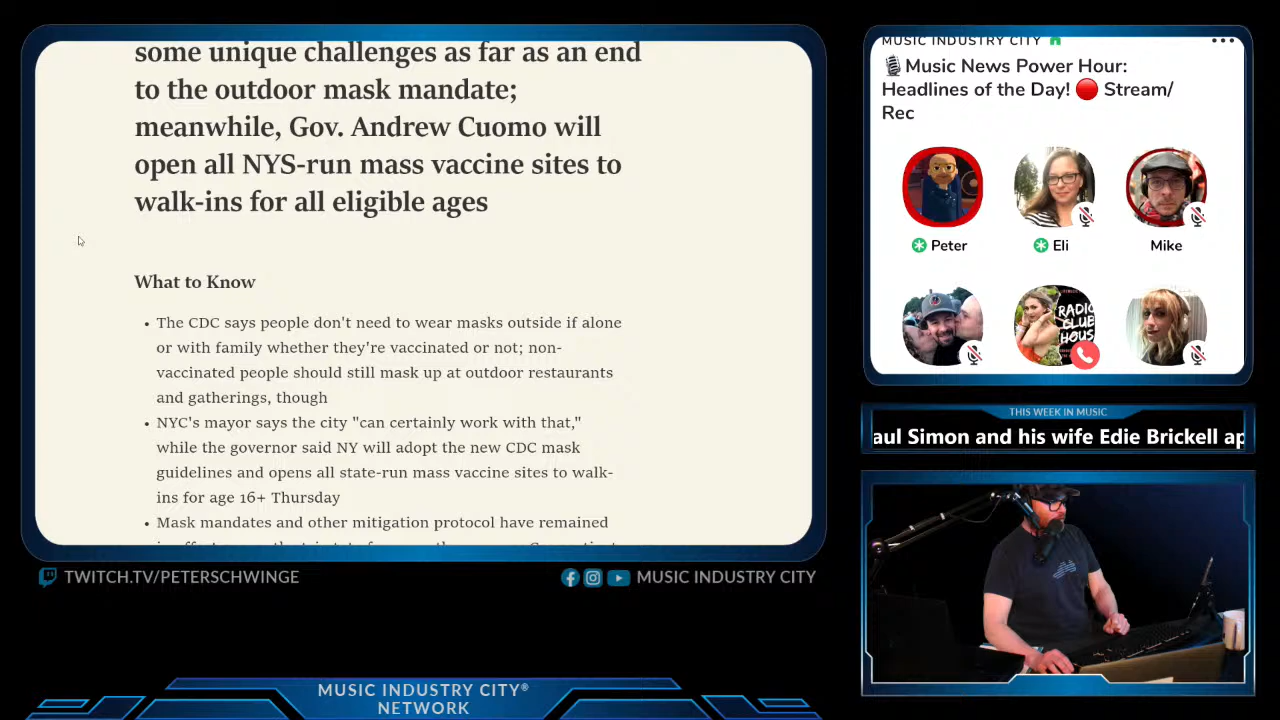 some unique challenges as far as an end
to the outdoor mask mandate;
meanwhile, Gov. Andrew Cuomo will
open all NYS-run mass vaccine sites to
walk-ins for all eligible ages
What to Know
• The CDC says people don't need to wear masks outside if alone
or with family whether they're vaccinated or not; non-
vaccinated people should still mask up at outdoor restaurants
and gatherings, though
• NYC's mayor says the city "can certainly work with that,"
while the governor said NY will adopt the new CDC mask
guidelines and opens all state-run mass vaccine sites to walk-
ins for age 16+ Thursday
• Mask mandates and other mitigation protocol have remained
TWITCH.TV/PETERSCHWINGE
MUSIC INDUSTRY CITY
MUSIC INDUSTRY CITY®
NETWORK
MUSIC INDUSTRY CITY
Music News Power Hour:
Headlines of the Day! 🔴 Stream/
Rec
Peter
Eli
Mike
RADIO
CLUB
HOUS
THIS WEEK IN MUSIC
aul Simon and his wife Edie Brickell ap